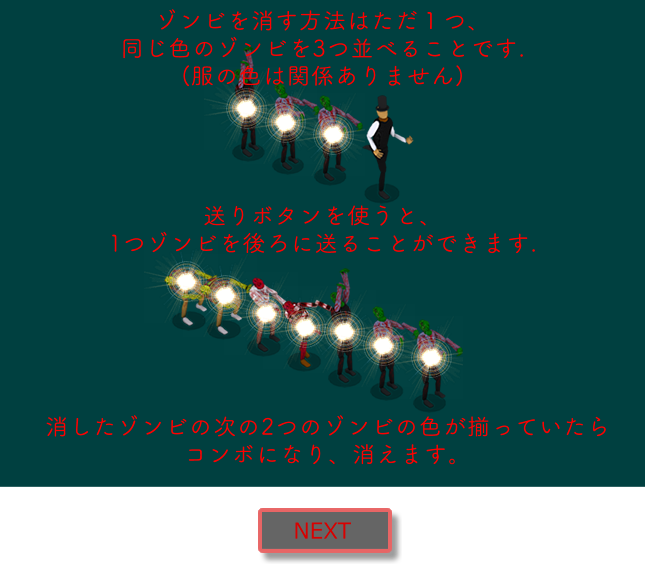 ゾンビを消す方法はただ１つ、
同じ色のゾンビを3つ並べることです.
(服の色は関係ありません)
送りボタンを使うと、
1つゾンビを後ろに送ることができます.
消したゾンビの次の2つのゾンビの色が揃っていたら
コンボになり、消えます。
NEXT